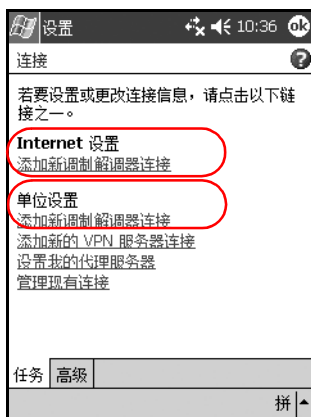 设置 10:36 ok
连接
若要设置或更改连接信息，请点击以下链
接之一。
Internet 设置
添加新调制解调器连接
单位设置
添加新调制解调器连接
添加新的 VPN 服务器连接
设置我的代理服务器
管理现有连接
任务 高级
拼